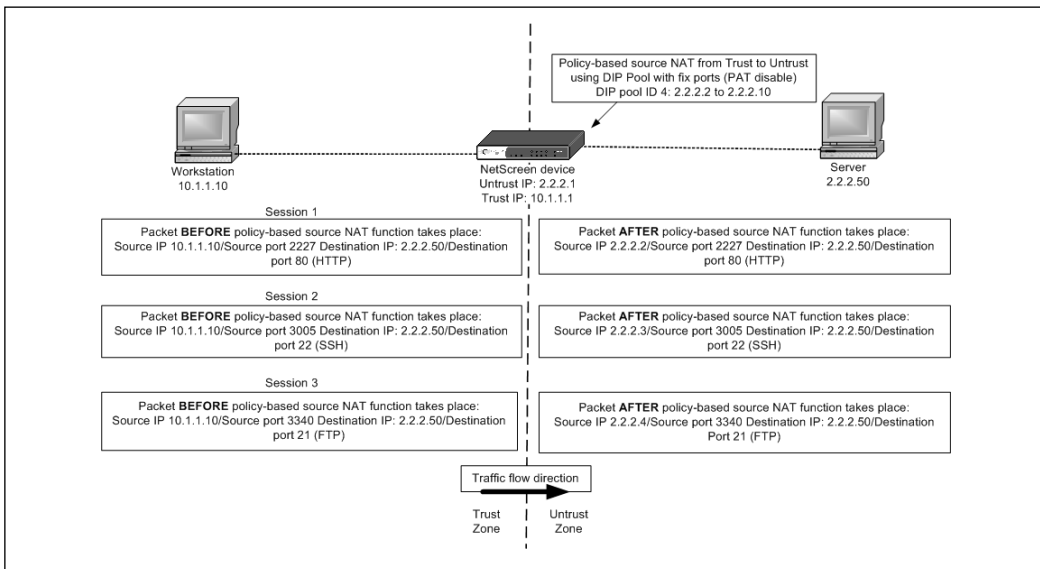 Policy-based source NAT from Trust to Untrust
using DIP Pool with fix ports (PAT disable)
DIP pool ID 4: 2.2.2.2 to 2.2.2.10
Workstation
10.1.1.10
NetScreen device
Untrust IP: 2.2.2.1
Trust IP: 10.1.1.1
Server
2.2.2.50
Session 1
Packet BEFORE policy-based source NAT function takes place:
Source IP 10.1.1.10/Source port 2227 Destination IP: 2.2.2.50/Destination
port 80 (HTTP)
Packet AFTER policy-based source NAT function takes place:
Source IP 2.2.2.2/Source port 2227 Destination IP: 2.2.2.50/Destination
port 80 (HTTP)
Session 2
Packet BEFORE policy-based source NAT function takes place:
Source IP 10.1.1.10/Source port 3005 Destination IP: 2.2.2.50/Destination
port 22 (SSH)
Packet AFTER policy-based source NAT function takes place:
Source IP 2.2.2.3/Source port 3005 Destination IP: 2.2.2.50/Destination
port 22 (SSH)
Session 3
Packet BEFORE policy-based source NAT function takes place:
Source IP 10.1.1.10/Source port 3340 Destination IP: 2.2.2.50/Destination
port 21 (FTP)
Packet AFTER policy-based source NAT function takes place:
Source IP 2.2.2.4/Source port 3340 Destination IP: 2.2.2.50/Destination
Port 21 (FTP)
Traffic flow direction
Trust
Zone
Untrust
Zone